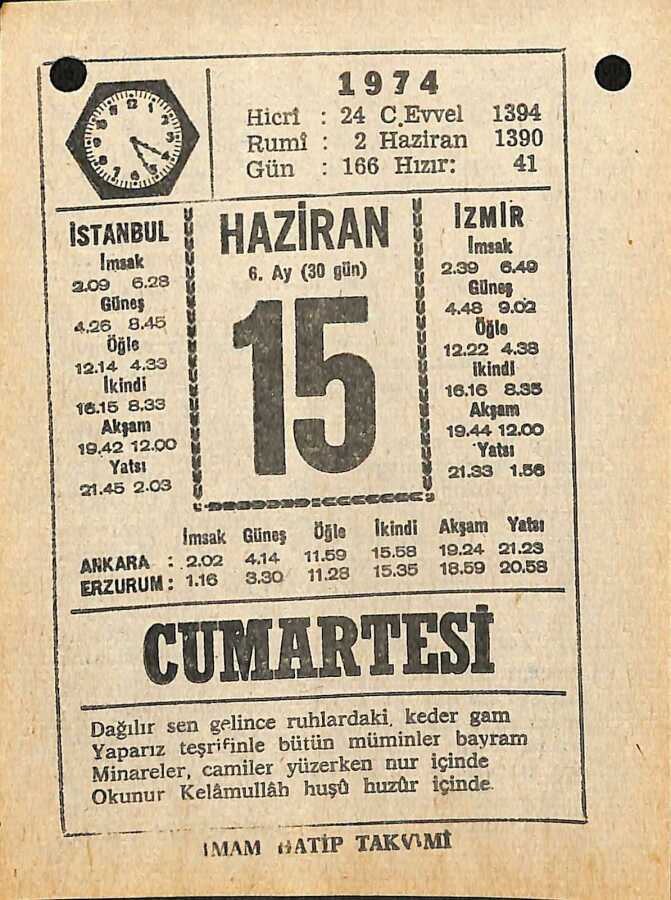 1974
Hicrî : 24 C.Evvel 1394
Rumî : 2 Haziran 1390
Gün : 166 Hızır: 41
İSTANBUL
İmsak
2.09 6.28
Güneş
4.26 8.45
Öğle
12.14 4.33
İkindi
16.15 8.33
Akşam
19.42 12.00
Yatsı
21.45 2.03
HAZİRAN
6. Ay (30 gün)
15
İZMİR
İmsak
2.39 6.49
Güneş
4.48 9.02
Öğle
12.22 4.38
İkindi
16.16 8.35
Akşam
19.44 12.00
Yatsı
21.33 1.56
İmsak Güneş Öğle İkindi Akşam Yatsı
ANKARA : 2.02 4.14 11.59 15.58 19.24 21.23
ERZURUM : 1.16 3.30 11.28 15.35 18.59 20.58
CUMARTESİ
Dağılır sen gelince ruhlardaki, keder gam
Yaparız teşrifinle bütün müminler bayram
Minareler, camiler yüzerken nur içinde
Okunur Kelâmullâh huşû huzûr içinde.
İMAM HATİP TAKVİMİ